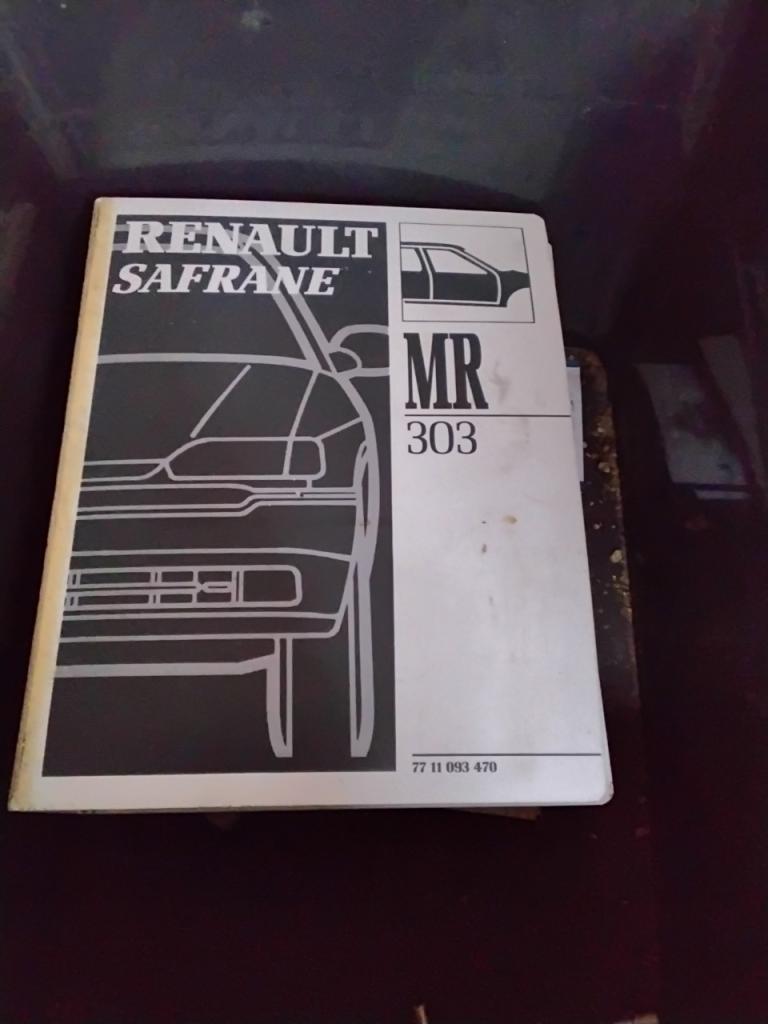 RENAULT
SAFRANE
MR
303
77 11 093 470